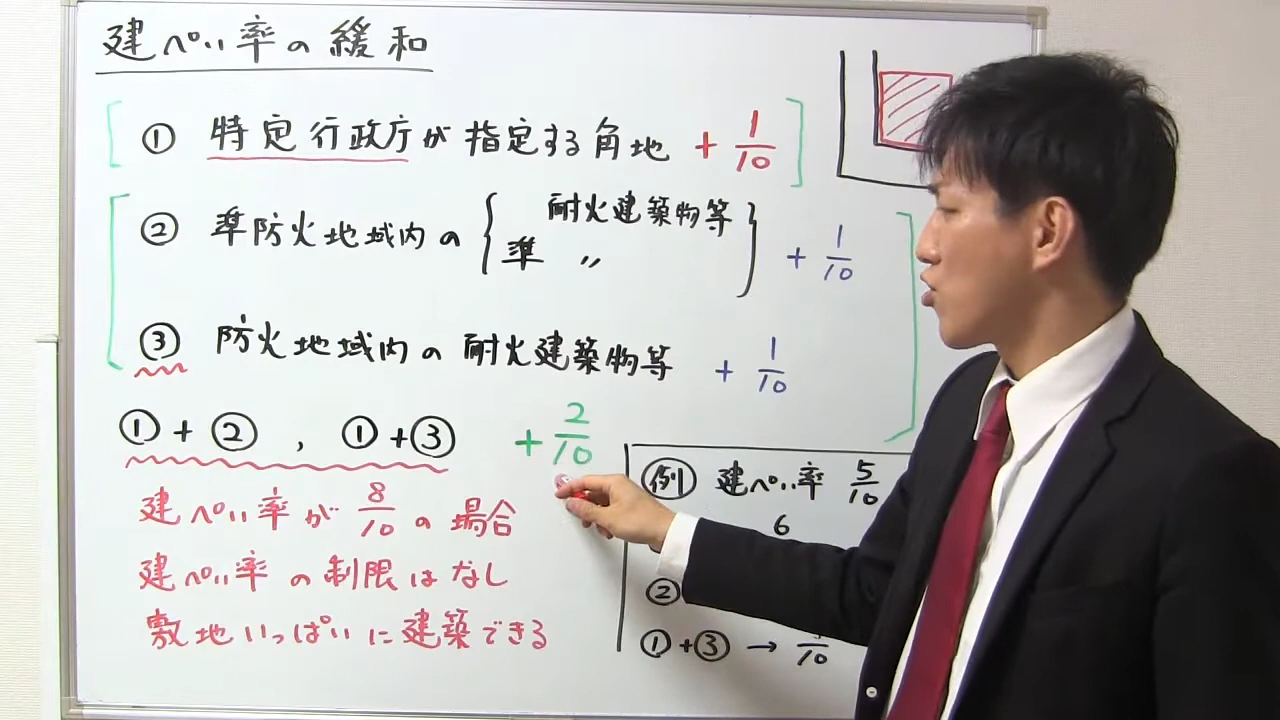 建ぺい率の緩和
① 特定行政庁が指定する角地 + 1/10
② 準防火地域内の { 耐火建築物等
準 〃 } + 1/10
③ 防火地域内の耐火建築物等 + 1/10
①+②, ①+③ + 2/10
建ぺい率が 8/10 の場合
建ぺい率の制限はなし
敷地いっぱいに建築できる
例 建ぺい率 5/10
6
②
①+③ →